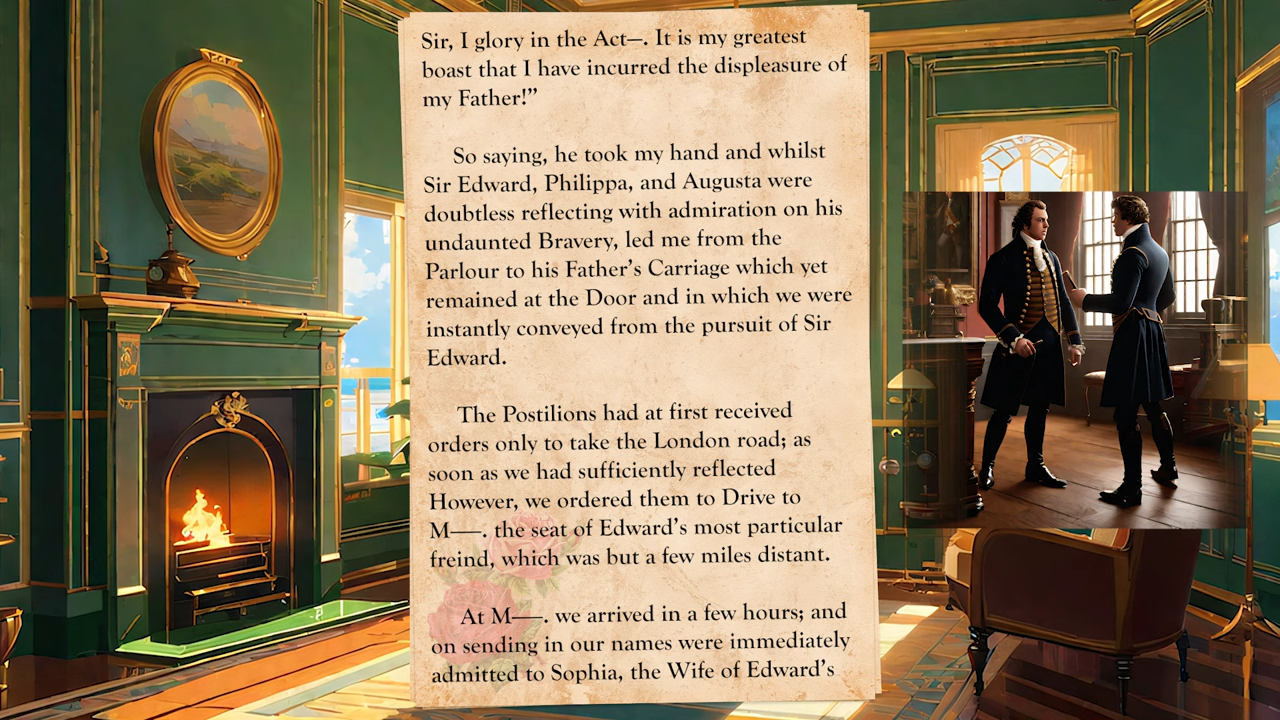 Sir, I glory in the Act—. It is my greatest
boast that I have incurred the displeasure of
my Father!”
So saying, he took my hand and whilst
Sir Edward, Philippa, and Augusta were
doubtless reflecting with admiration on his
undaunted Bravery, led me from the
Parlour to his Father’s Carriage which yet
remained at the Door and in which we were
instantly conveyed from the pursuit of Sir
Edward.
The Postilions had at first received
orders only to take the London road; as
soon as we had sufficiently reflected
However, we ordered them to Drive to
M——. the seat of Edward’s most particular
freind, which was but a few miles distant.
At M——. we arrived in a few hours; and
on sending in our names were immediately
admitted to Sophia, the Wife of Edward’s